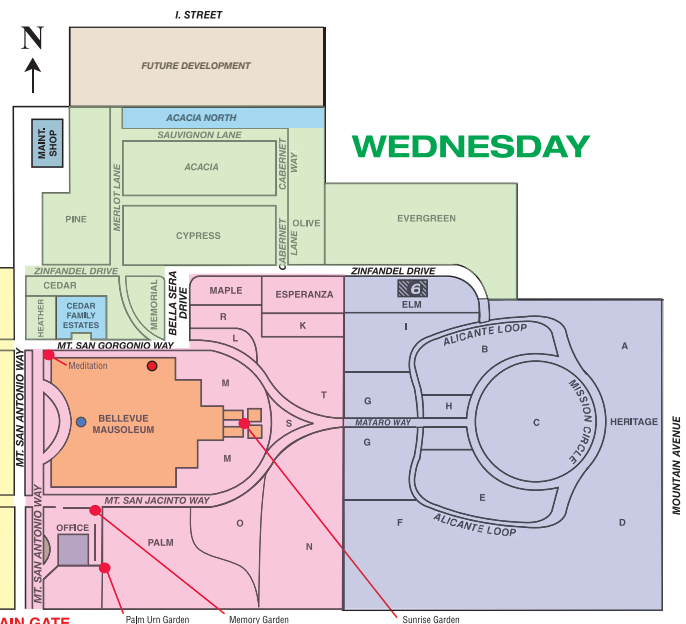 I. STREET
N
FUTURE DEVELOPMENT
MAINT.
SHOP
ACACIA NORTH
SAUVIGNON LANE
WEDNESDAY
MERLOT LANE
ACACIA
CABERNET
WAY
PINE
CYPRESS
CABERNET
LANE
OLIVE
EVERGREEN
ZINFANDEL DRIVE
ZINFANDEL DRIVE
CEDAR
HEATHER
CEDAR
FAMILY
ESTATES
MEMORIAL
BELLA SERA
DRIVE
MAPLE
ESPERANZA
6
ELM
R
K
I
L
MT. SAN GORGONIO WAY
ALICANTE LOOP
B
A
MT. SAN ANTONIO WAY
Meditation
M
T
G
H
S
MATARO WAY
C
MISSION CIRCLE
HERITAGE
MOUNTAIN AVENUE
BELLEVUE
MAUSOLEUM
G
M
MT. SAN JACINTO WAY
E
MT. SAN ANTONIO WAY
OFFICE
PALM
O
N
F
ALICANTE LOOP
D
AIN GATE
Palm Urn Garden
Memory Garden
Sunrise Garden